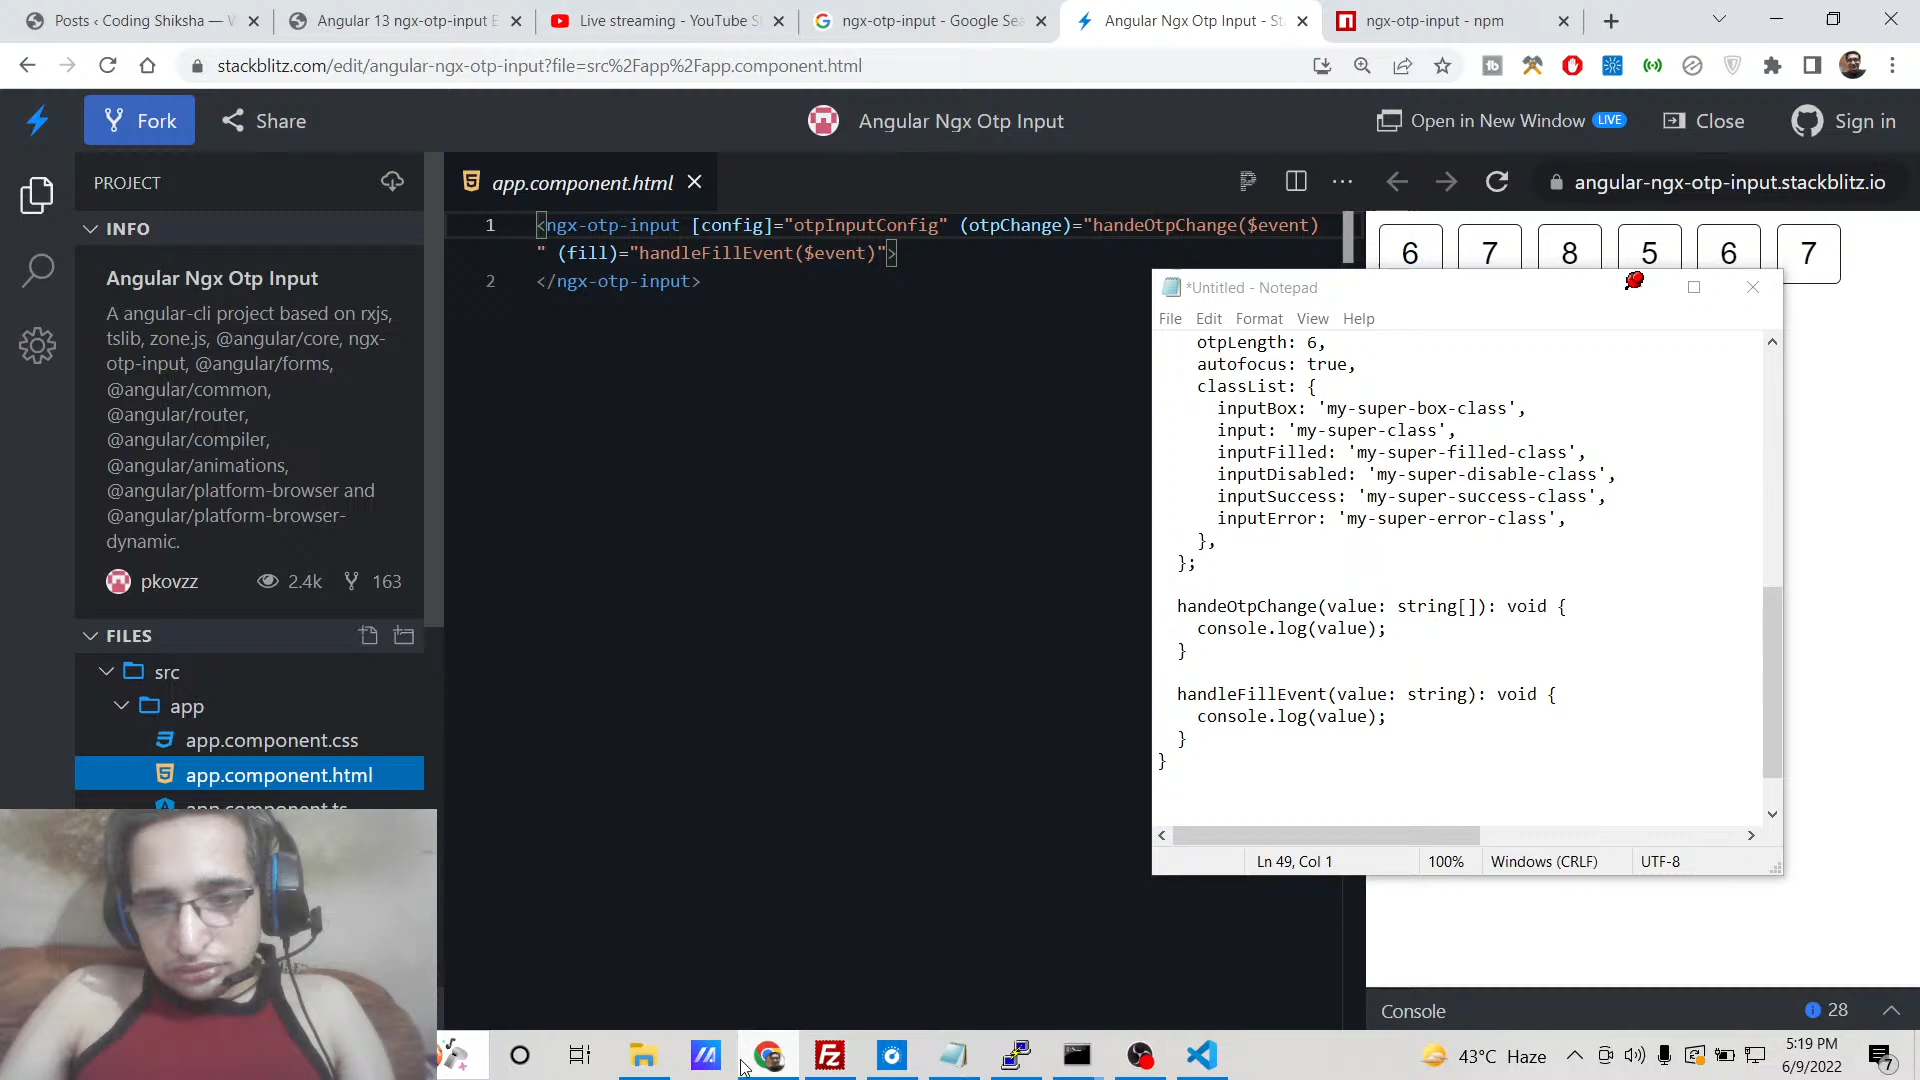 Posts ‹ Coding Shiksha — W
Angular 13 ngx-otp-input E
Live streaming - YouTube S
ngx-otp-input - Google Sea
Angular Ngx Otp Input - St
ngx-otp-input - npm
stackblitz.com/edit/angular-ngx-otp-input?file=src%2Fapp%2Fapp.component.html
Fork
Share
Angular Ngx Otp Input
Open in New Window LIVE
Close
Sign in
PROJECT
app.component.html
angular-ngx-otp-input.stackblitz.io
INFO
Angular Ngx Otp Input
A angular-cli project based on rxjs,
tslib, zone.js, @angular/core, ngx-
otp-input, @angular/forms,
@angular/common,
@angular/router,
@angular/compiler,
@angular/animations,
@angular/platform-browser and
@angular/platform-browser-
dynamic.
pkovzz 2.4k 163
FILES
src
app
app.component.css
app.component.html
app.component.ts
1 <ngx-otp-input [config]="otpInputConfig" (otpChange)="handeOtpChange($event)
" (fill)="handleFillEvent($event)">
2 </ngx-otp-input>
6 7 8 5 6 7
*Untitled - Notepad
File Edit Format View Help
otpLength: 6,
autofocus: true,
classList: {
inputBox: 'my-super-box-class',
input: 'my-super-class',
inputFilled: 'my-super-filled-class',
inputDisabled: 'my-super-disable-class',
inputSuccess: 'my-super-success-class',
inputError: 'my-super-error-class',
},
};
handeOtpChange(value: string[]): void {
console.log(value);
}
handleFillEvent(value: string): void {
console.log(value);
}
}
Ln 49, Col 1 100% Windows (CRLF) UTF-8
Console 28
43°C Haze
5:19 PM
6/9/2022
7